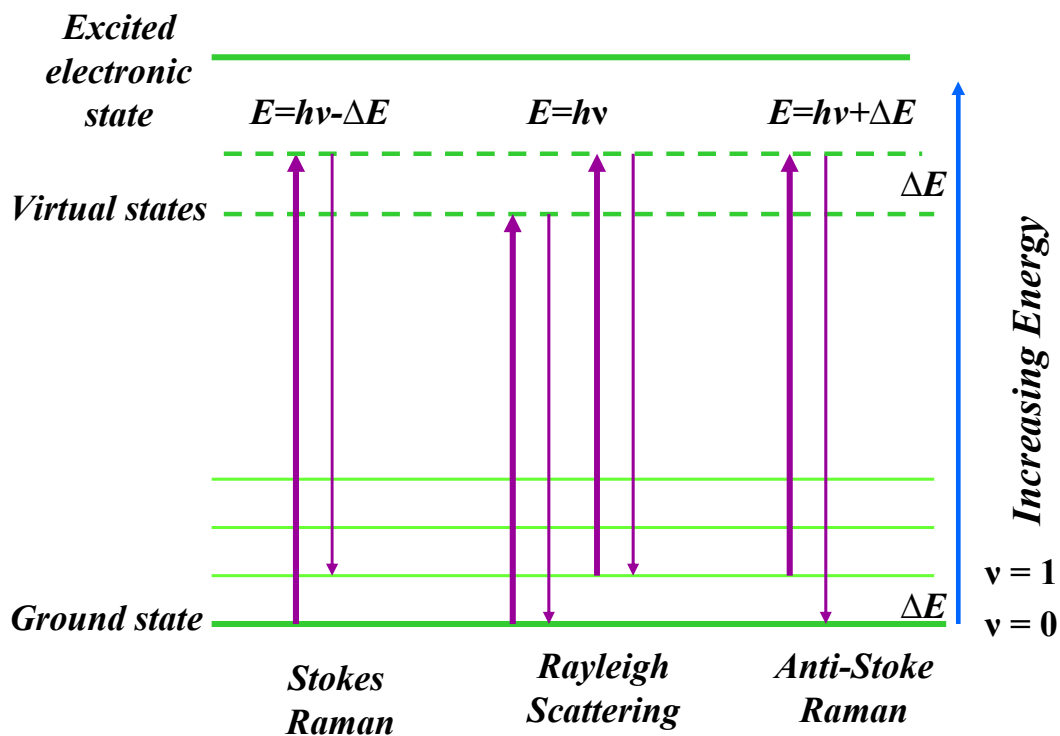 Excited
electronic
state
E=hν-ΔE
E=hν
E=hν+ΔE
ΔE
Virtual states
Increasing Energy
ν = 1
Ground state
ΔE
ν = 0
Stokes
Raman
Rayleigh
Scattering
Anti-Stoke
Raman